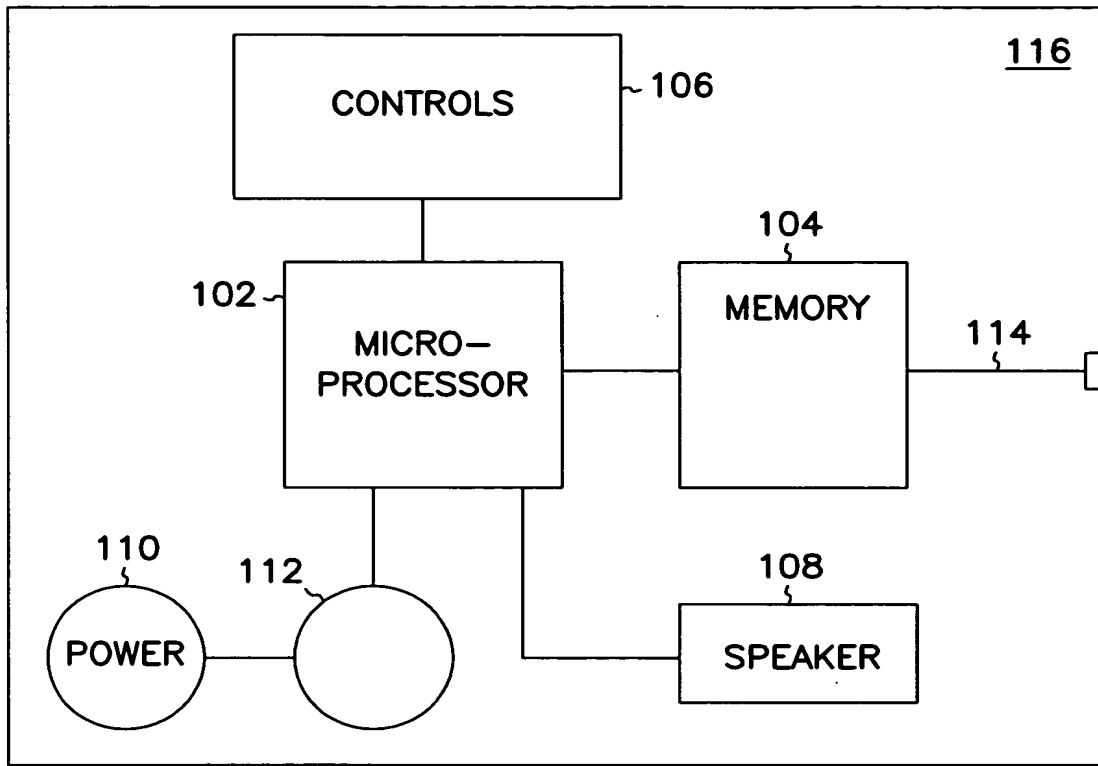 116
CONTROLS
106
104
102
MEMORY
MICRO-
PROCESSOR
114
110
112
108
POWER
SPEAKER